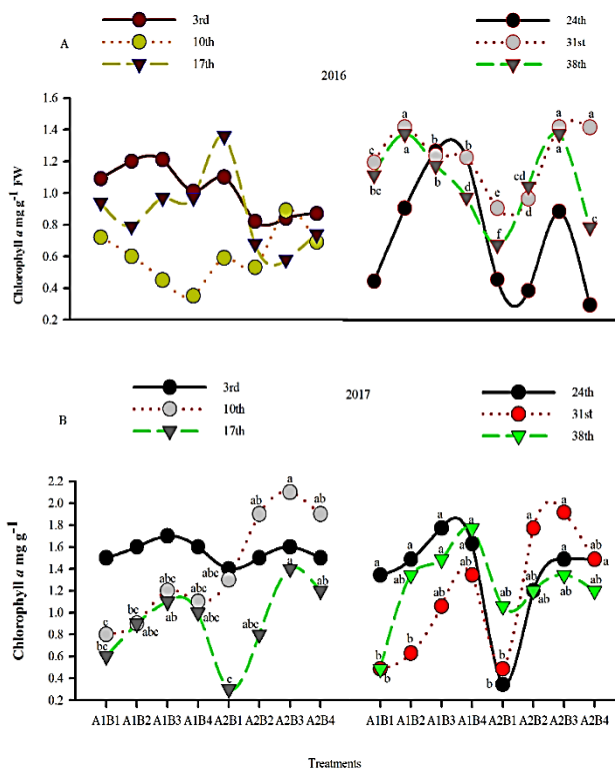 3rd
10th
17th
24th
31st
38th
A
2016
Chlorophyll a mg g-1 FW
1.6
1.4
1.2
1.0
0.8
0.6
0.4
0.2
c
a
b
b
e
d
a
a
bc
a
b
d
f
cd
a
c
3rd
10th
17th
24th
31st
38th
B
2017
Chlorophyll a mg g-1
2.2
2.0
1.8
1.6
1.4
1.2
1.0
0.8
0.6
0.4
0.2
c
bc
abc
abc
abc
ab
a
ab
bc
abc
ab
abc
c
abc
a
ab
a
a
a
a
b
ab
a
a
b
b
ab
a
b
a
a
ab
b
ab
a
a
ab
ab
ab
ab
A1B1 A1B2 A1B3 A1B4 A2B1 A2B2 A2B3 A2B4 A1B1 A1B2 A1B3 A1B4 A2B1 A2B2 A2B3 A2B4
Treatments